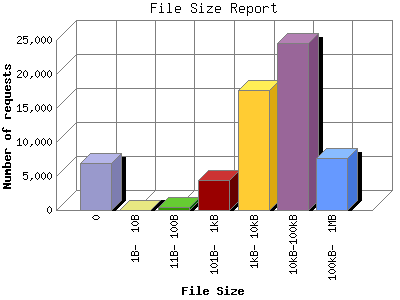 File Size Report
Number of requests
25,000
20,000
15,000
10,000
5,000
0
0
1B- 10B
11B- 100B
101B- 1kB
1kB- 10kB
10kB-100kB
100kB- 1MB
File Size